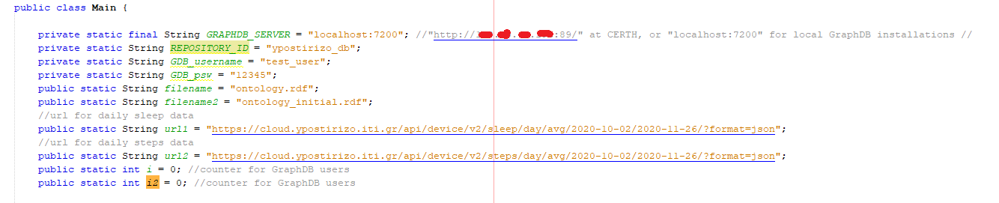 public class Main {
private static final String GRAPHDB_SERVER = "localhost:7200"; //"http:// :89/" at CERTH, or "localhost:7200" for local GraphDB installations //
private static String REPOSITORY_ID = "ypostirizo_db";
private static String GDB_username = "test_user";
private static String GDB_psw = "12345";
public static String filename = "ontology.rdf";
public static String filename2 = "ontology_initial.rdf";
//url for daily sleep data
public static String url1 = "https://cloud.ypostirizo.iti.gr/api/device/v2/sleep/day/avg/2020-10-02/2020-11-26/?format=json";
//url for daily steps data
public static String url2 = "https://cloud.ypostirizo.iti.gr/api/device/v2/steps/day/avg/2020-10-02/2020-11-26/?format=json";
public static int i = 0; //counter for GraphDB users
public static int i2 = 0; //counter for GraphDB users